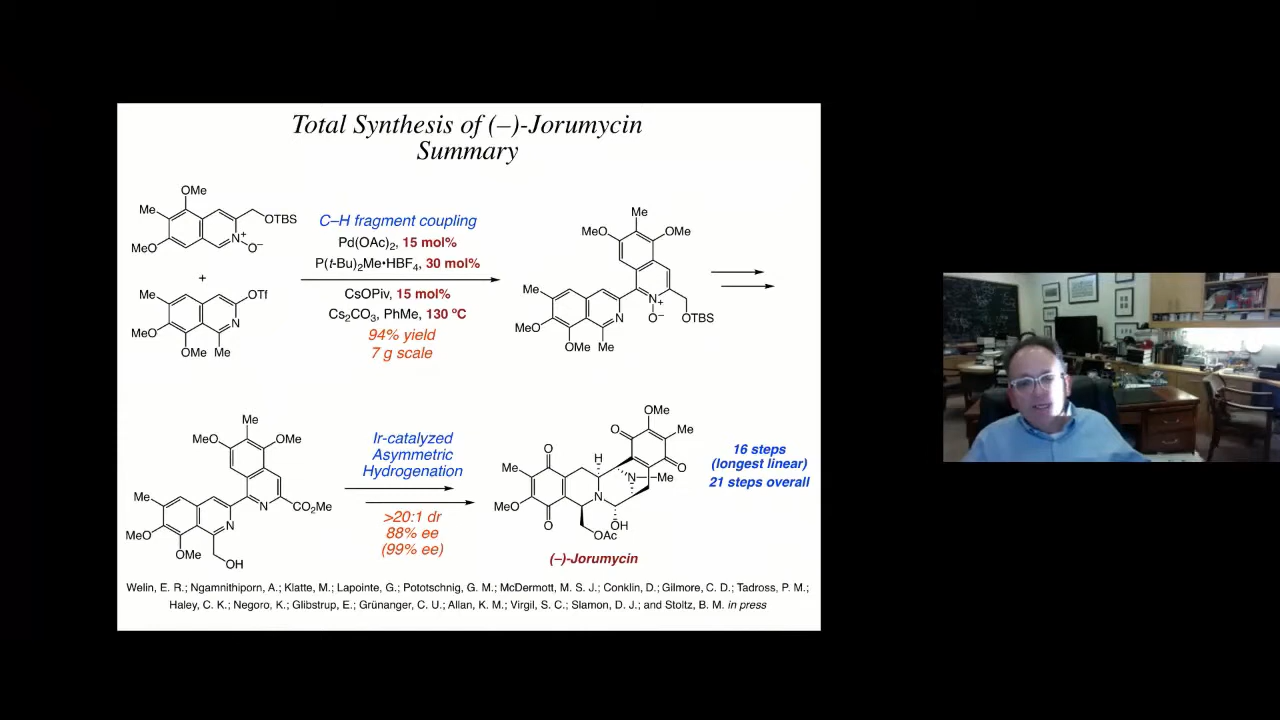 Total Synthesis of (–)-Jorumycin
Summary
OMe
Me
OTBS
MeO
N⁺
O⁻
+
Me
OTf
MeO
N
OMe
Me
C–H fragment coupling
Pd(OAc)₂, 15 mol%
P(t-Bu)₂Me•HBF₄, 30 mol%
CsOPiv, 15 mol%
Cs₂CO₃, PhMe, 130 ºC
94% yield
7 g scale
Me
MeO
OMe
Me
N⁺
N
O⁻
MeO
OTBS
OMe
Me
Me
MeO
OMe
Me
N
CO₂Me
N
MeO
OMe
OH
Ir-catalyzed
Asymmetric
Hydrogenation
>20:1 dr
88% ee
(99% ee)
OMe
O
Me
O
H
Me
O
N
Me
N
MeO
O
OH
OAc
(–)-Jorumycin
16 steps
(longest linear)
21 steps overall
Welin, E. R.; Ngamnithiporn, A.; Klatte, M.; Lapointe, G.; Pototschnig, G. M.; McDermott, M. S. J.; Conklin, D.; Gilmore, C. D.; Tadross, P. M.;
Haley, C. K.; Negoro, K.; Glibstrup, E.; Grünanger, C. U.; Allan, K. M.; Virgil, S. C.; Slamon, D. J.; and Stoltz, B. M. in press